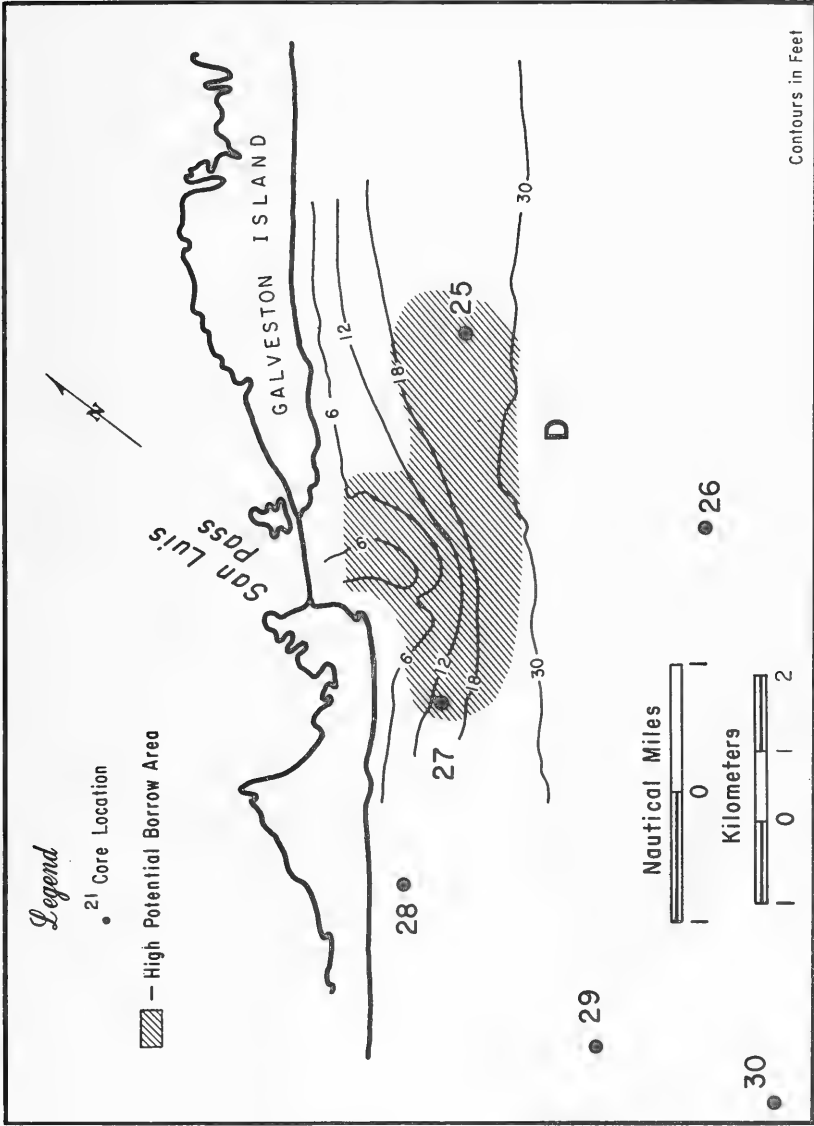 Legend
21 Core Location
— High Potential Borrow Area
N
San Luis
Pass
GALVESTON ISLAND
6
12
18
30
6
6
12
18
30
25
D
26
27
28
29
30
Nautical Miles
1 0 1
Kilometers
1 0 1 2
Contours in Feet